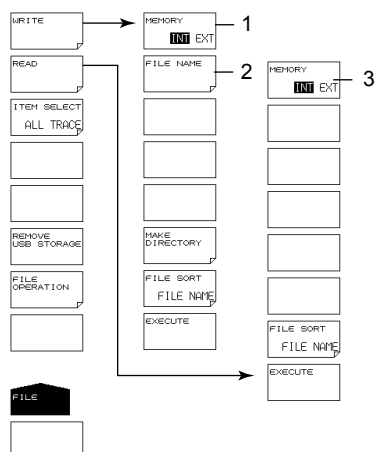 WRITE
READ
ITEM SELECT
ALL TRACE
REMOVE
USB STORAGE
FILE
OPERATION
FILE
MEMORY
INT EXT
1
FILE NAME
2
MAKE
DIRECTORY
FILE SORT
FILE NAME
EXECUTE
MEMORY
INT EXT
3
FILE SORT
FILE NAME
EXECUTE